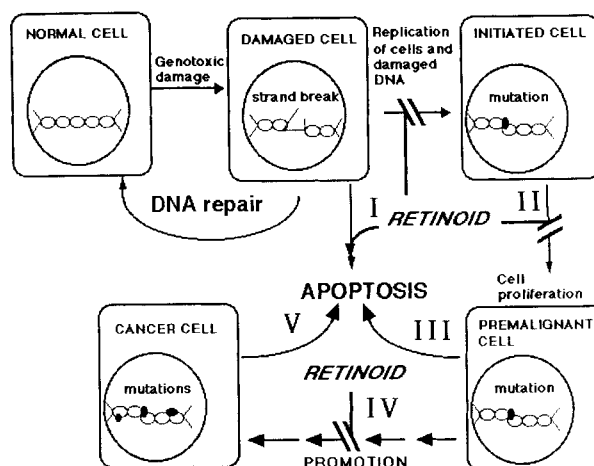 NORMAL CELL
Genotoxic
damage
DAMAGED CELL
strand break
Replication
of cells and
damaged
DNA
INITIATED CELL
mutation
DNA repair
I
RETINOID
II
APOPTOSIS
Cell
proliferation
CANCER CELL
mutations
V
III
RETINOID
IV
PROMOTION
PREMALIGNANT
CELL
mutation